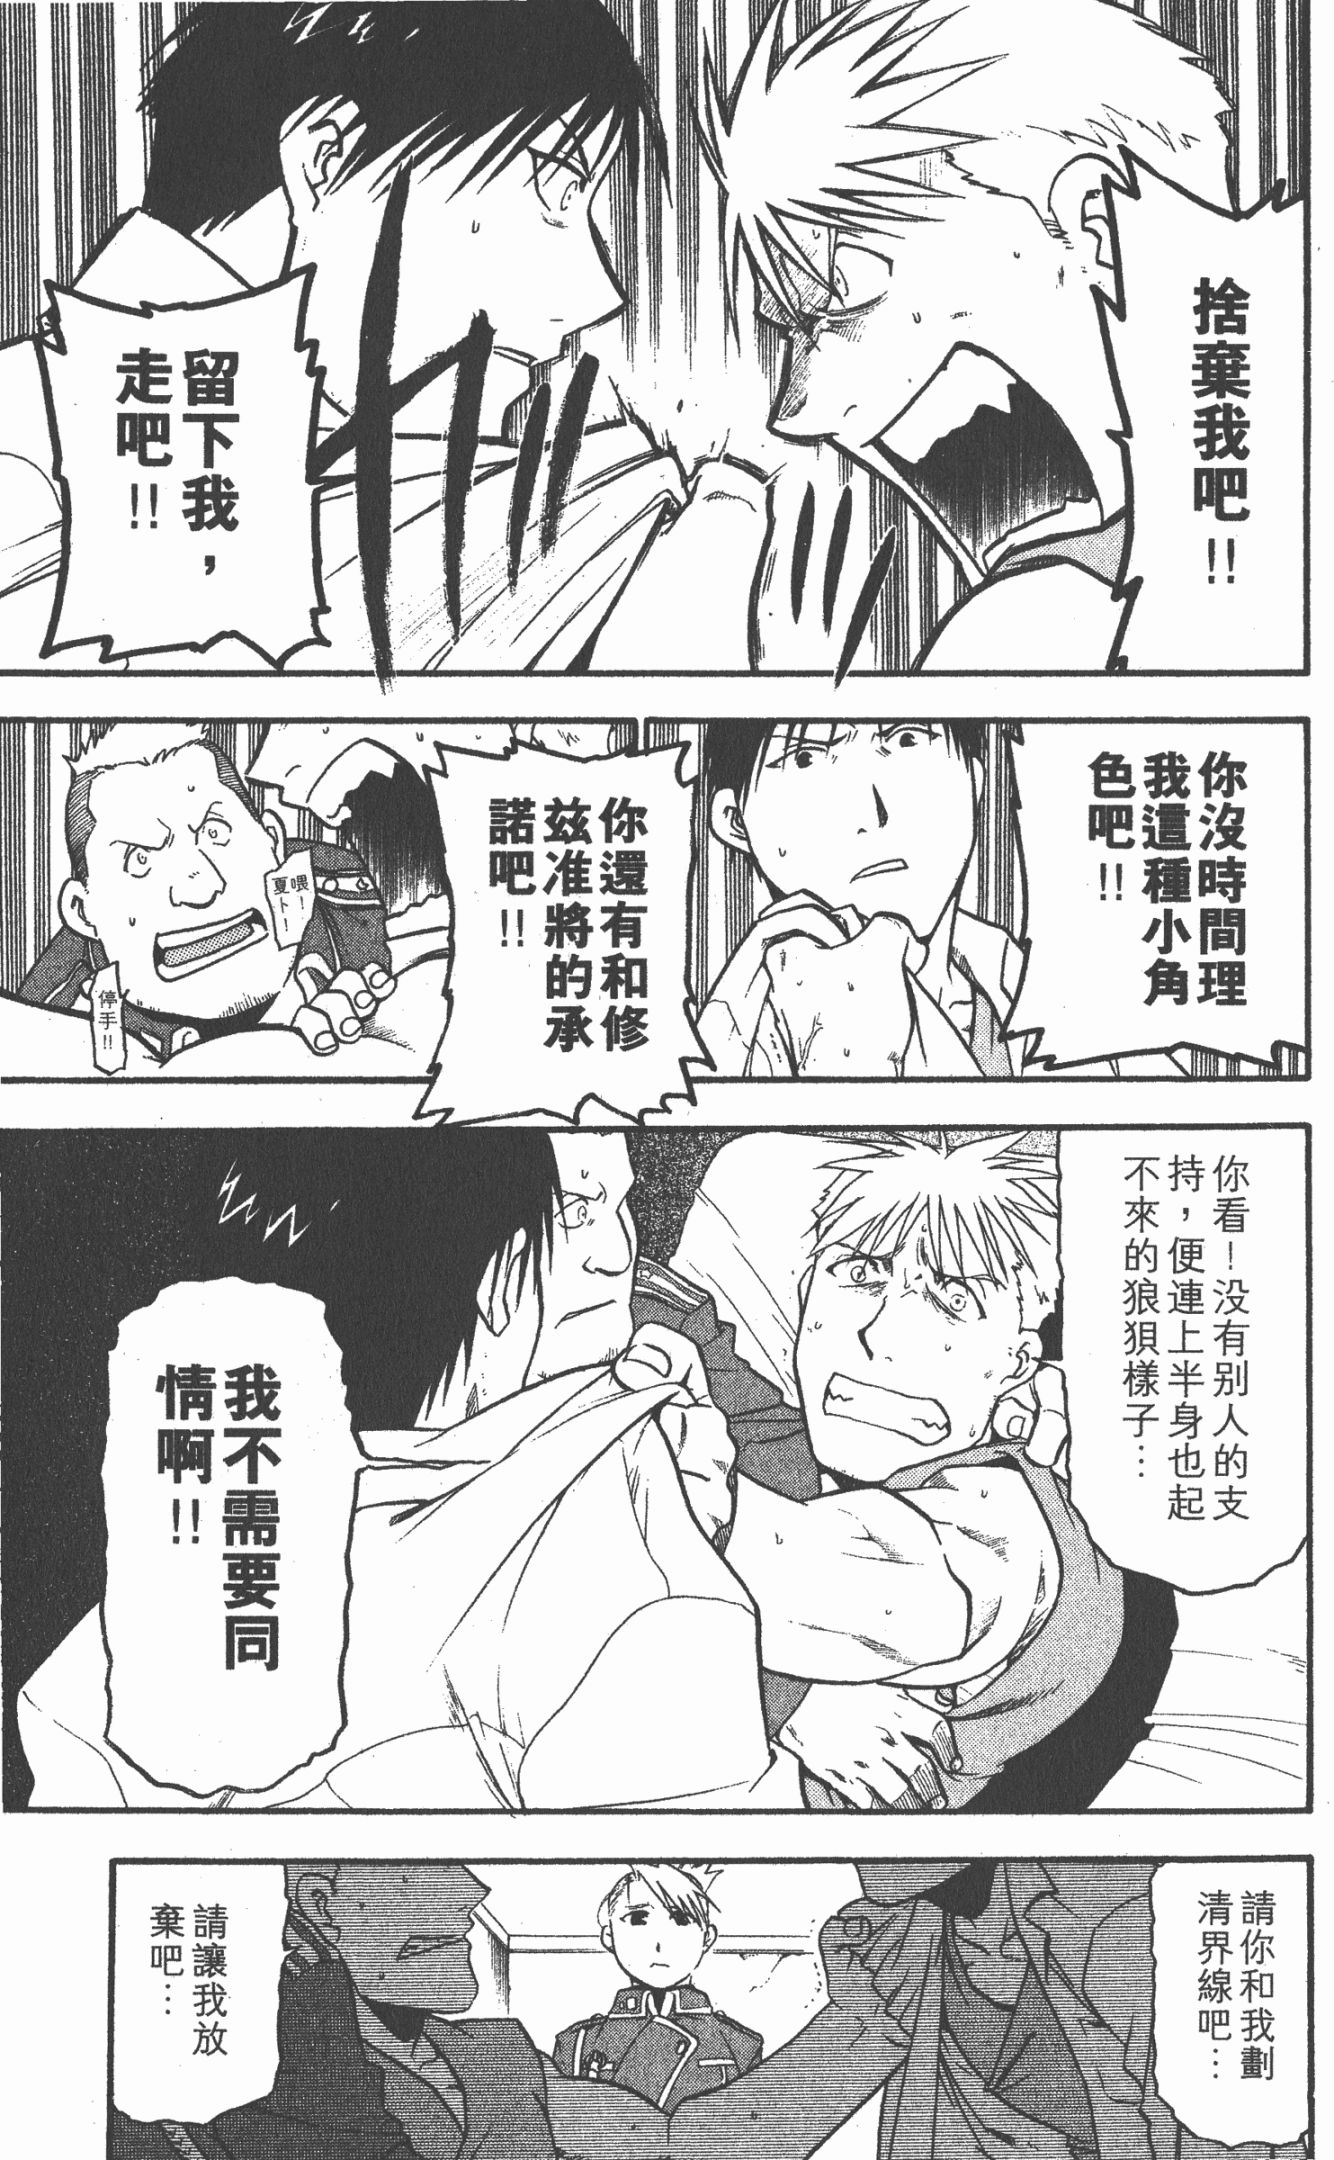 捨棄我吧!!
留下我，
走吧!!
你沒時間理
我這種小角
色吧!!
你還有和修
茲准將的承
諾吧!!
喂!
夏卜!
停手!!
你看!没有别人的支
持，便連上半身也起
不來的狼狽樣子…
我不需要同
情啊!!
請你和我劃
清界線吧…
請讓我放
棄吧…